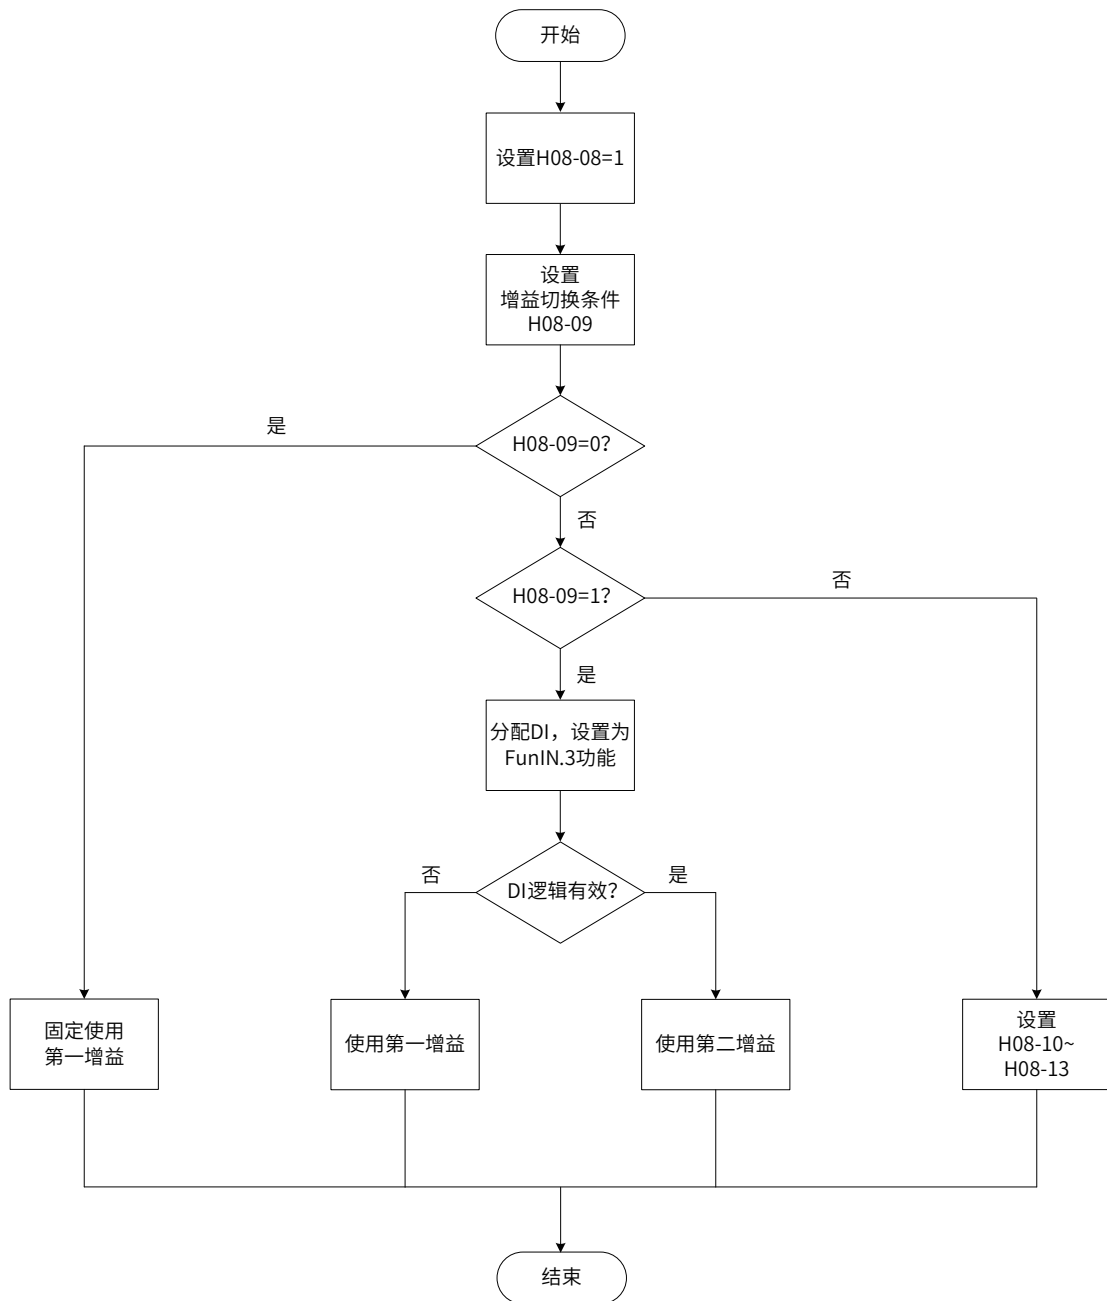 开始
设置H08-08=1
设置
增益切换条件
H08-09
是
H08-09=0?
否
H08-09=1?
否
是
分配DI，设置为
FunIN.3功能
否
DI逻辑有效?
是
固定使用
第一增益
使用第一增益
使用第二增益
设置
H08-10~
H08-13
结束